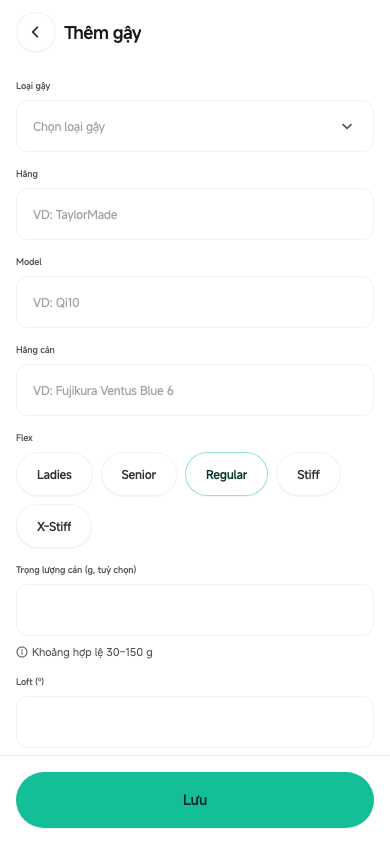 Thêm gậy
Loại gậy
Chọn loại gậy
Hãng
VD: TaylorMade
Model
VD: Qi10
Hãng cán
VD: Fujikura Ventus Blue 6
Flex
Ladies
Senior
Regular
Stiff
X-Stiff
Trọng lượng cán (g, tuỳ chọn)
Khoảng hợp lệ 30–150 g
Loft (°)
Lưu